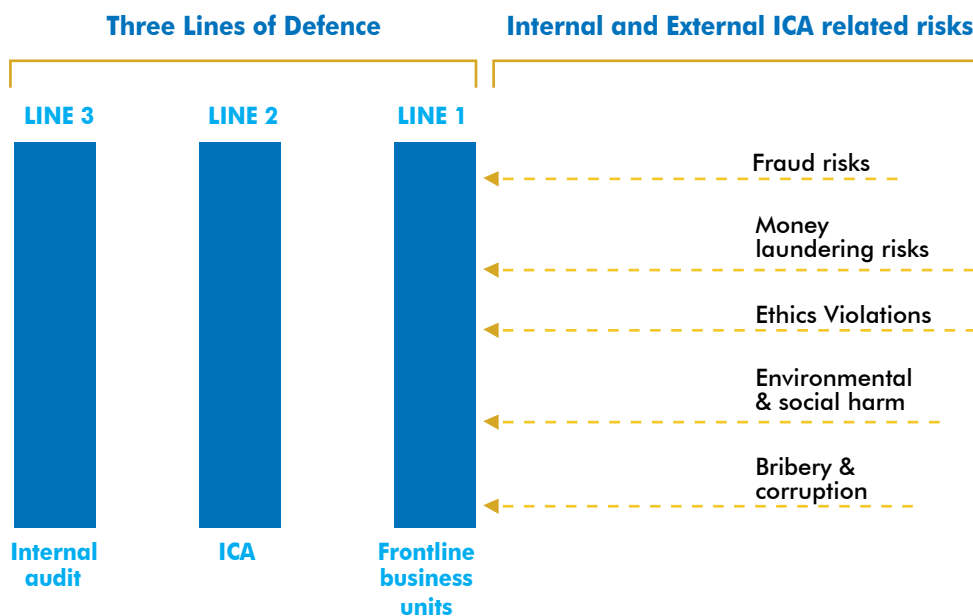 Three Lines of Defence
Internal and External ICA related risks
LINE 3
LINE 2
LINE 1
Fraud risks
Money
laundering risks
Ethics Violations
Environmental
& social harm
Bribery &
corruption
Internal
audit
ICA
Frontline
business
units